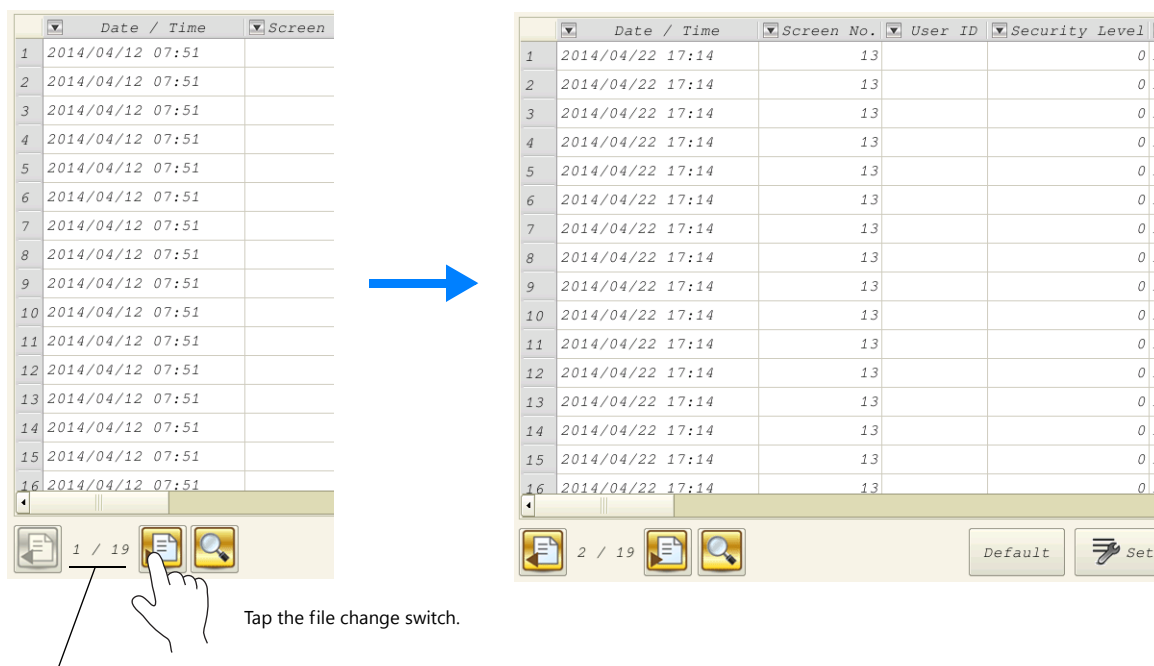 Date / Time Screen
1 2014/04/12 07:51
2 2014/04/12 07:51
3 2014/04/12 07:51
4 2014/04/12 07:51
5 2014/04/12 07:51
6 2014/04/12 07:51
7 2014/04/12 07:51
8 2014/04/12 07:51
9 2014/04/12 07:51
10 2014/04/12 07:51
11 2014/04/12 07:51
12 2014/04/12 07:51
13 2014/04/12 07:51
14 2014/04/12 07:51
15 2014/04/12 07:51
16 2014/04/12 07:51
1 / 19
Tap the file change switch.
Date / Time Screen No. User ID Security Level
1 2014/04/22 17:14 13 0
2 2014/04/22 17:14 13 0
3 2014/04/22 17:14 13 0
4 2014/04/22 17:14 13 0
5 2014/04/22 17:14 13 0
6 2014/04/22 17:14 13 0
7 2014/04/22 17:14 13 0
8 2014/04/22 17:14 13 0
9 2014/04/22 17:14 13 0
10 2014/04/22 17:14 13 0
11 2014/04/22 17:14 13 0
12 2014/04/22 17:14 13 0
13 2014/04/22 17:14 13 0
14 2014/04/22 17:14 13 0
15 2014/04/22 17:14 13 0
16 2014/04/22 17:14 13 0
2 / 19 Default Set